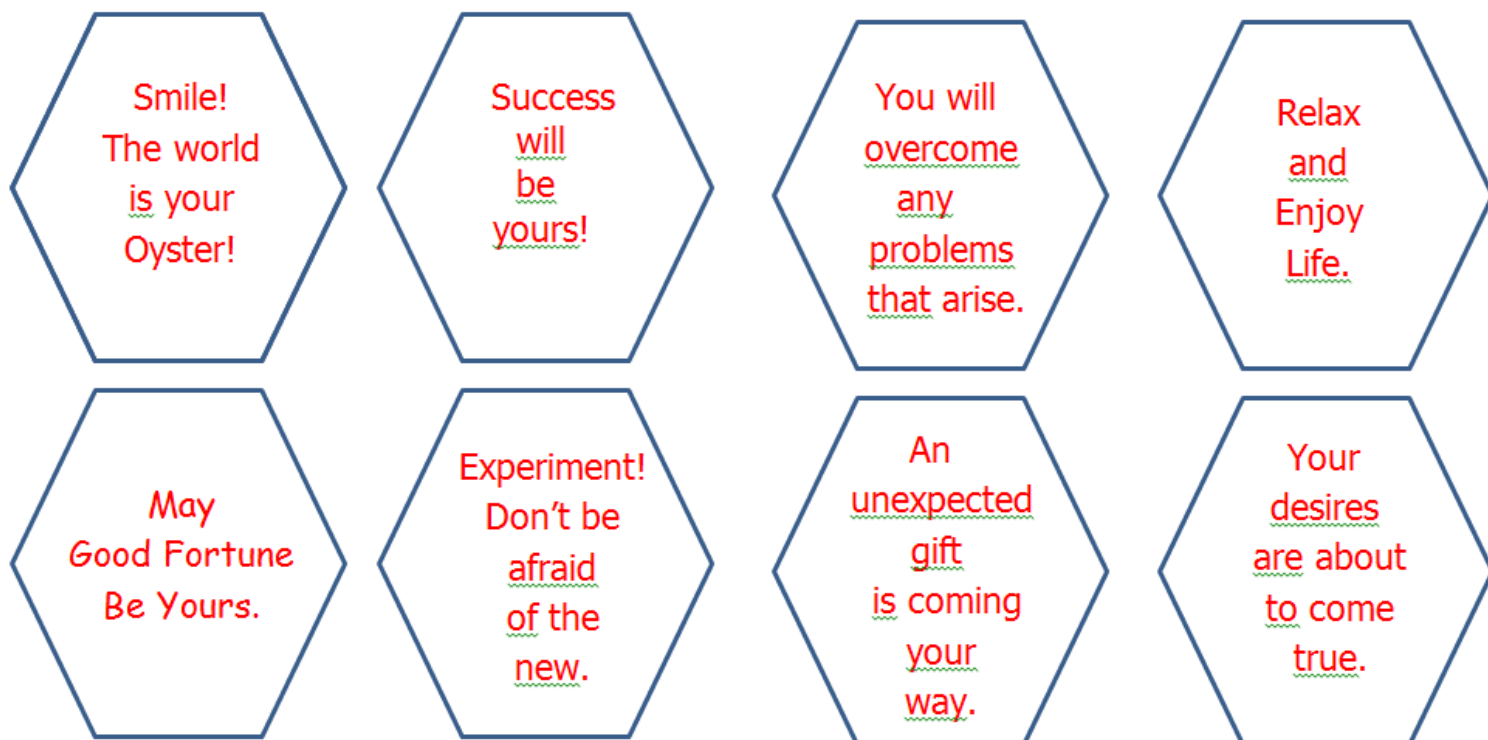 Smile!
The world
is your
Oyster!
Success
will
be
yours!
You will
overcome
any
problems
that arise.
Relax
and
Enjoy
Life.
May
Good Fortune
Be Yours.
Experiment!
Don’t be
afraid
of the
new.
An
unexpected
gift
is coming
your
way.
Your
desires
are about
to come
true.